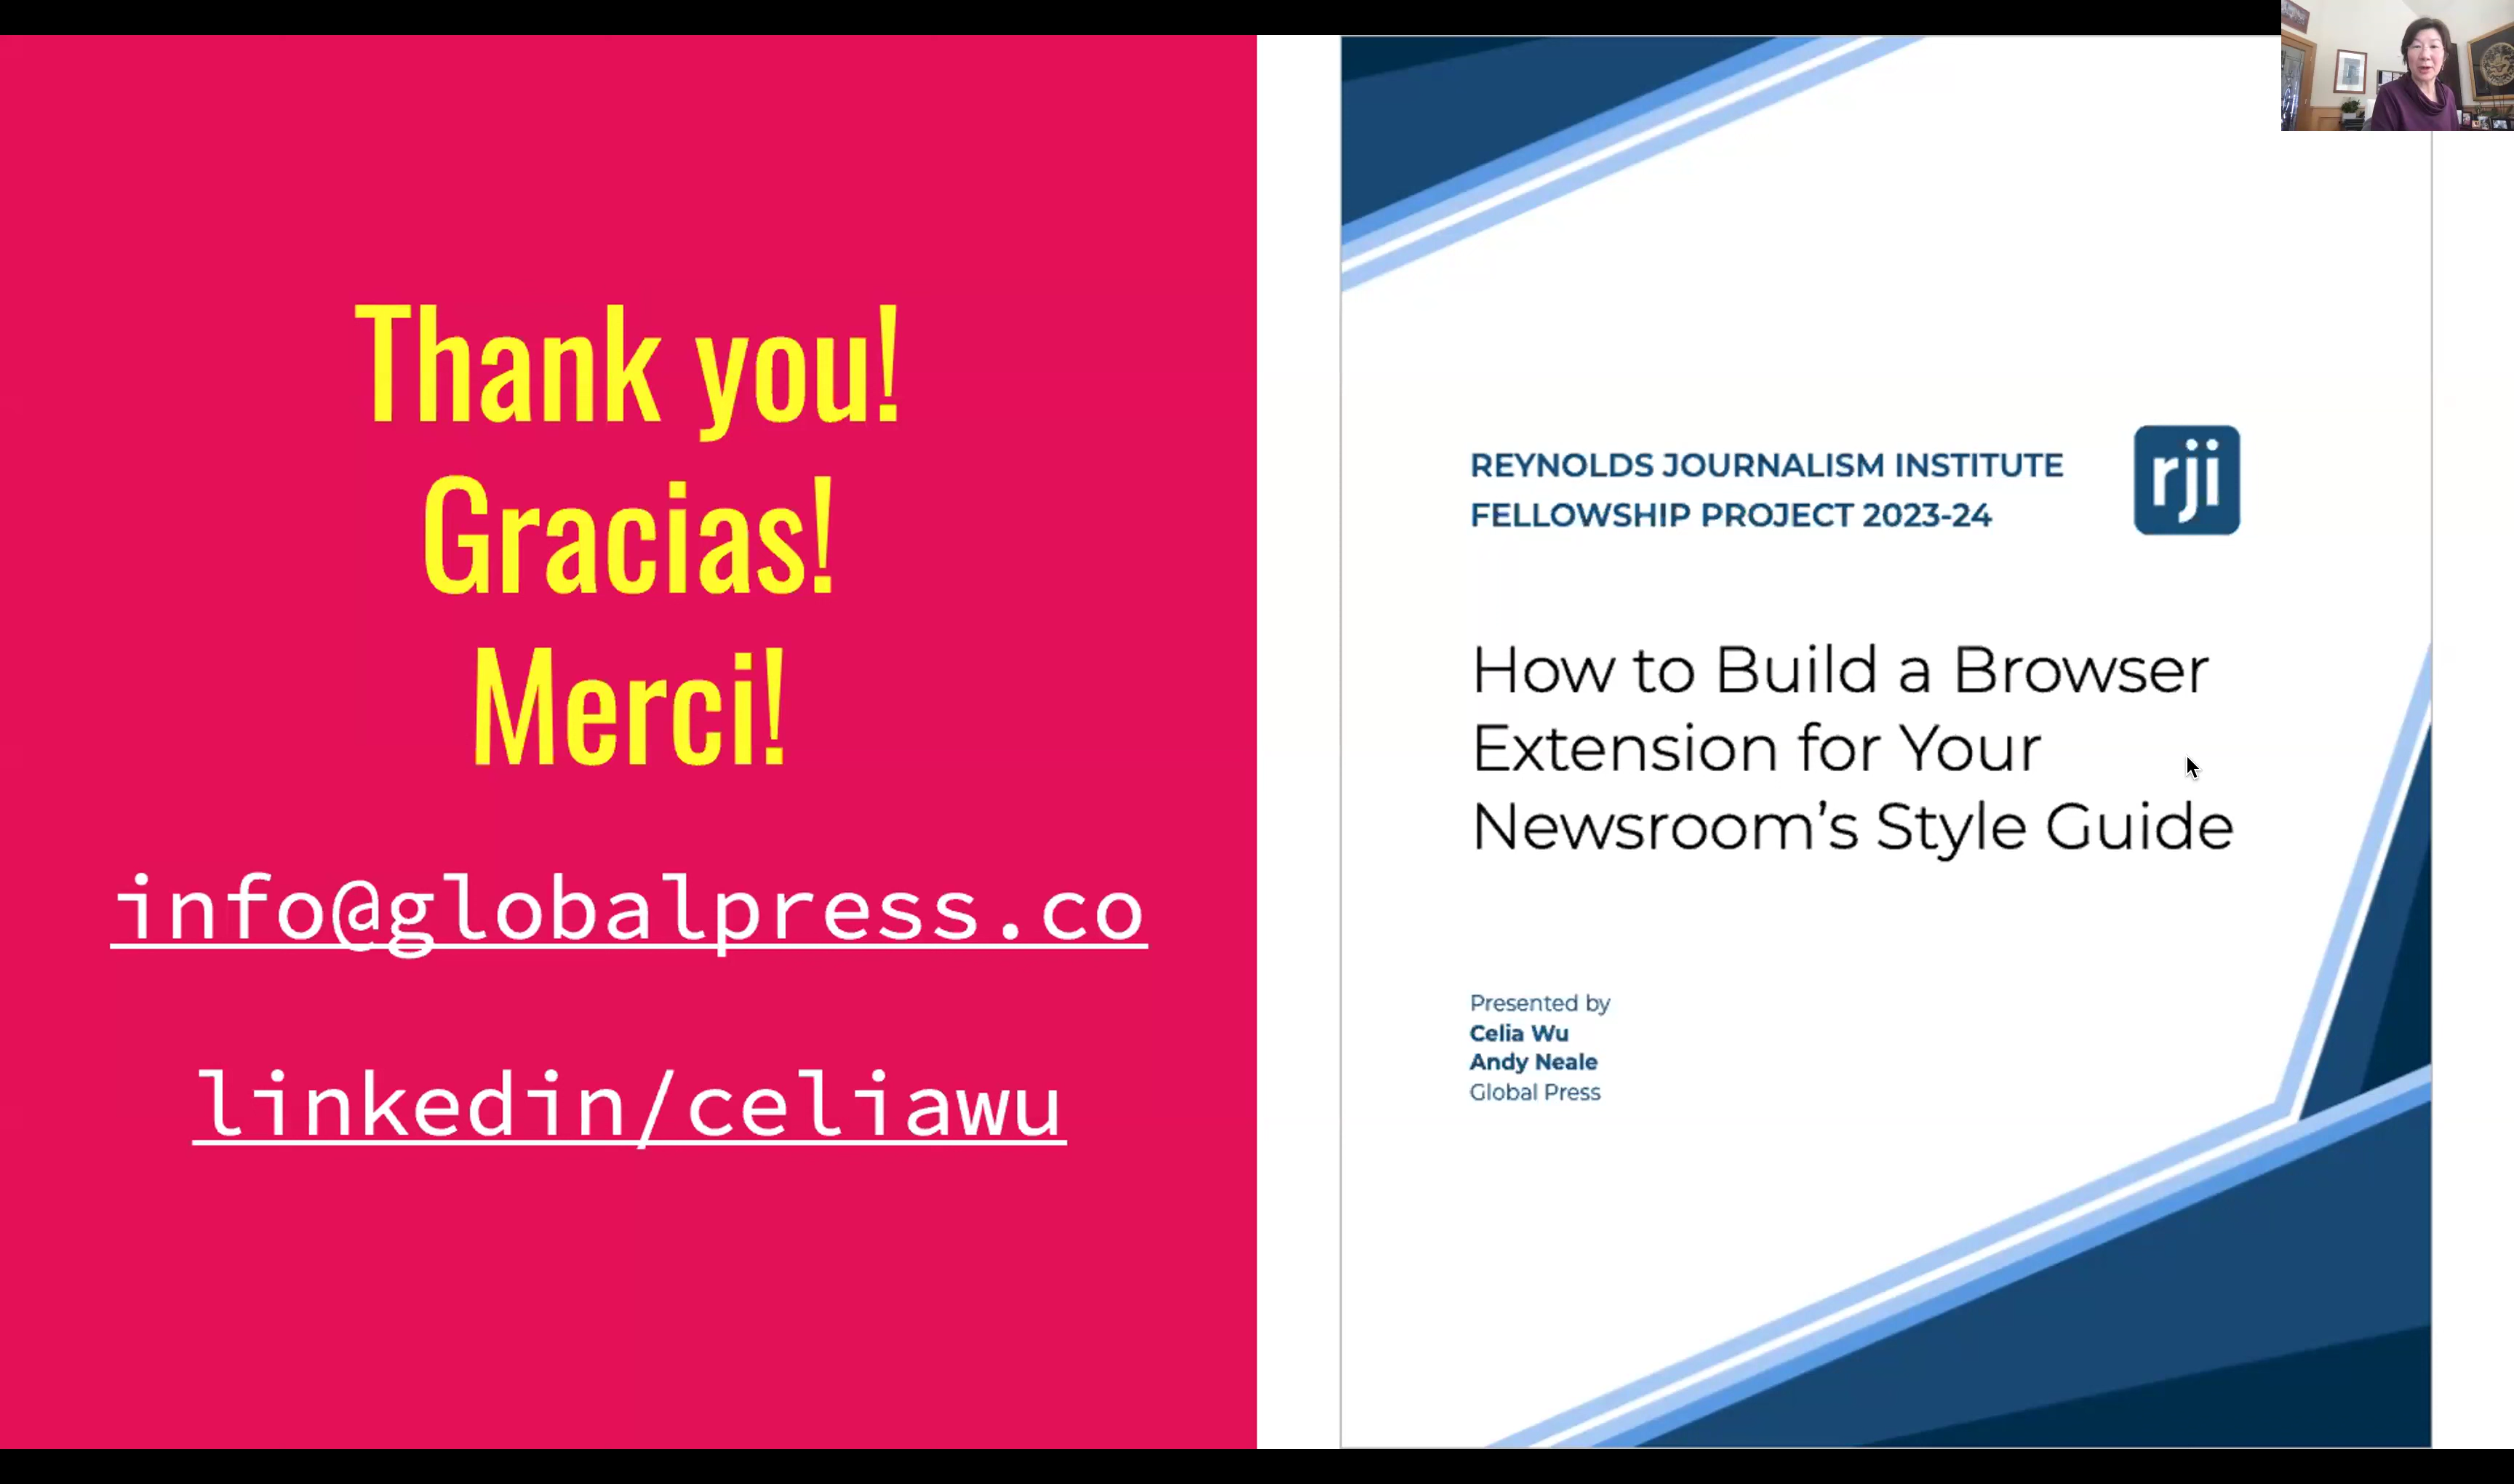 Thank you!
Gracias!
Merci!
info@globalpress.co
linkedin/celiawu
REYNOLDS JOURNALISM INSTITUTE
FELLOWSHIP PROJECT 2023-24
rji
How to Build a Browser
Extension for Your
Newsroom's Style Guide
Presented by
Celia Wu
Andy Neale
Global Press